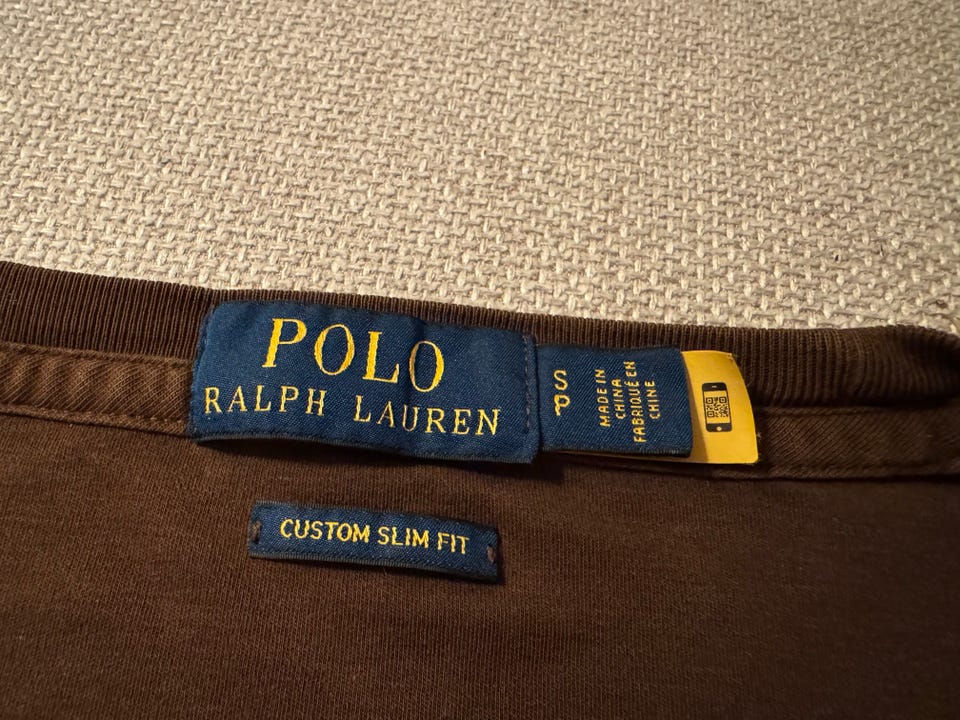 POLO
RALPH LAUREN
S
P
MADE IN
CHINA
FABRIQUÉ EN
CHINE
CUSTOM SLIM FIT